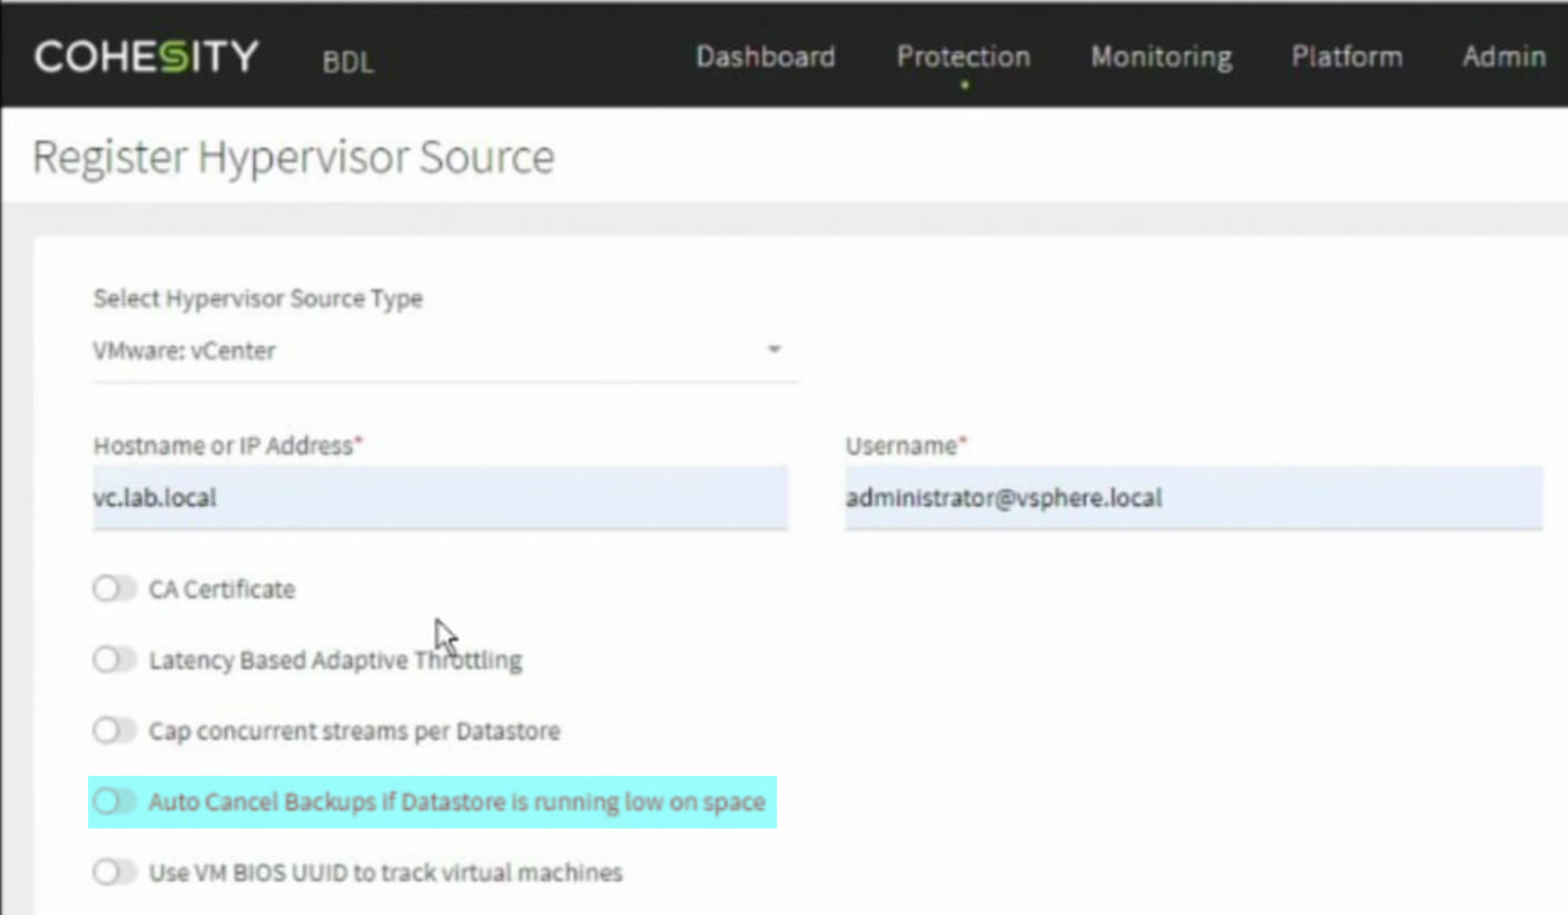 COHESITY BDL Dashboard Protection Monitoring Platform Admin
Register Hypervisor Source
Select Hypervisor Source Type
VMware: vCenter
Hostname or IP Address* Username*
vc.lab.local administrator@vsphere.local
CA Certificate
Latency Based Adaptive Throttling
Cap concurrent streams per Datastore
Auto Cancel Backups if Datastore is running low on space
Use VM BIOS UUID to track virtual machines